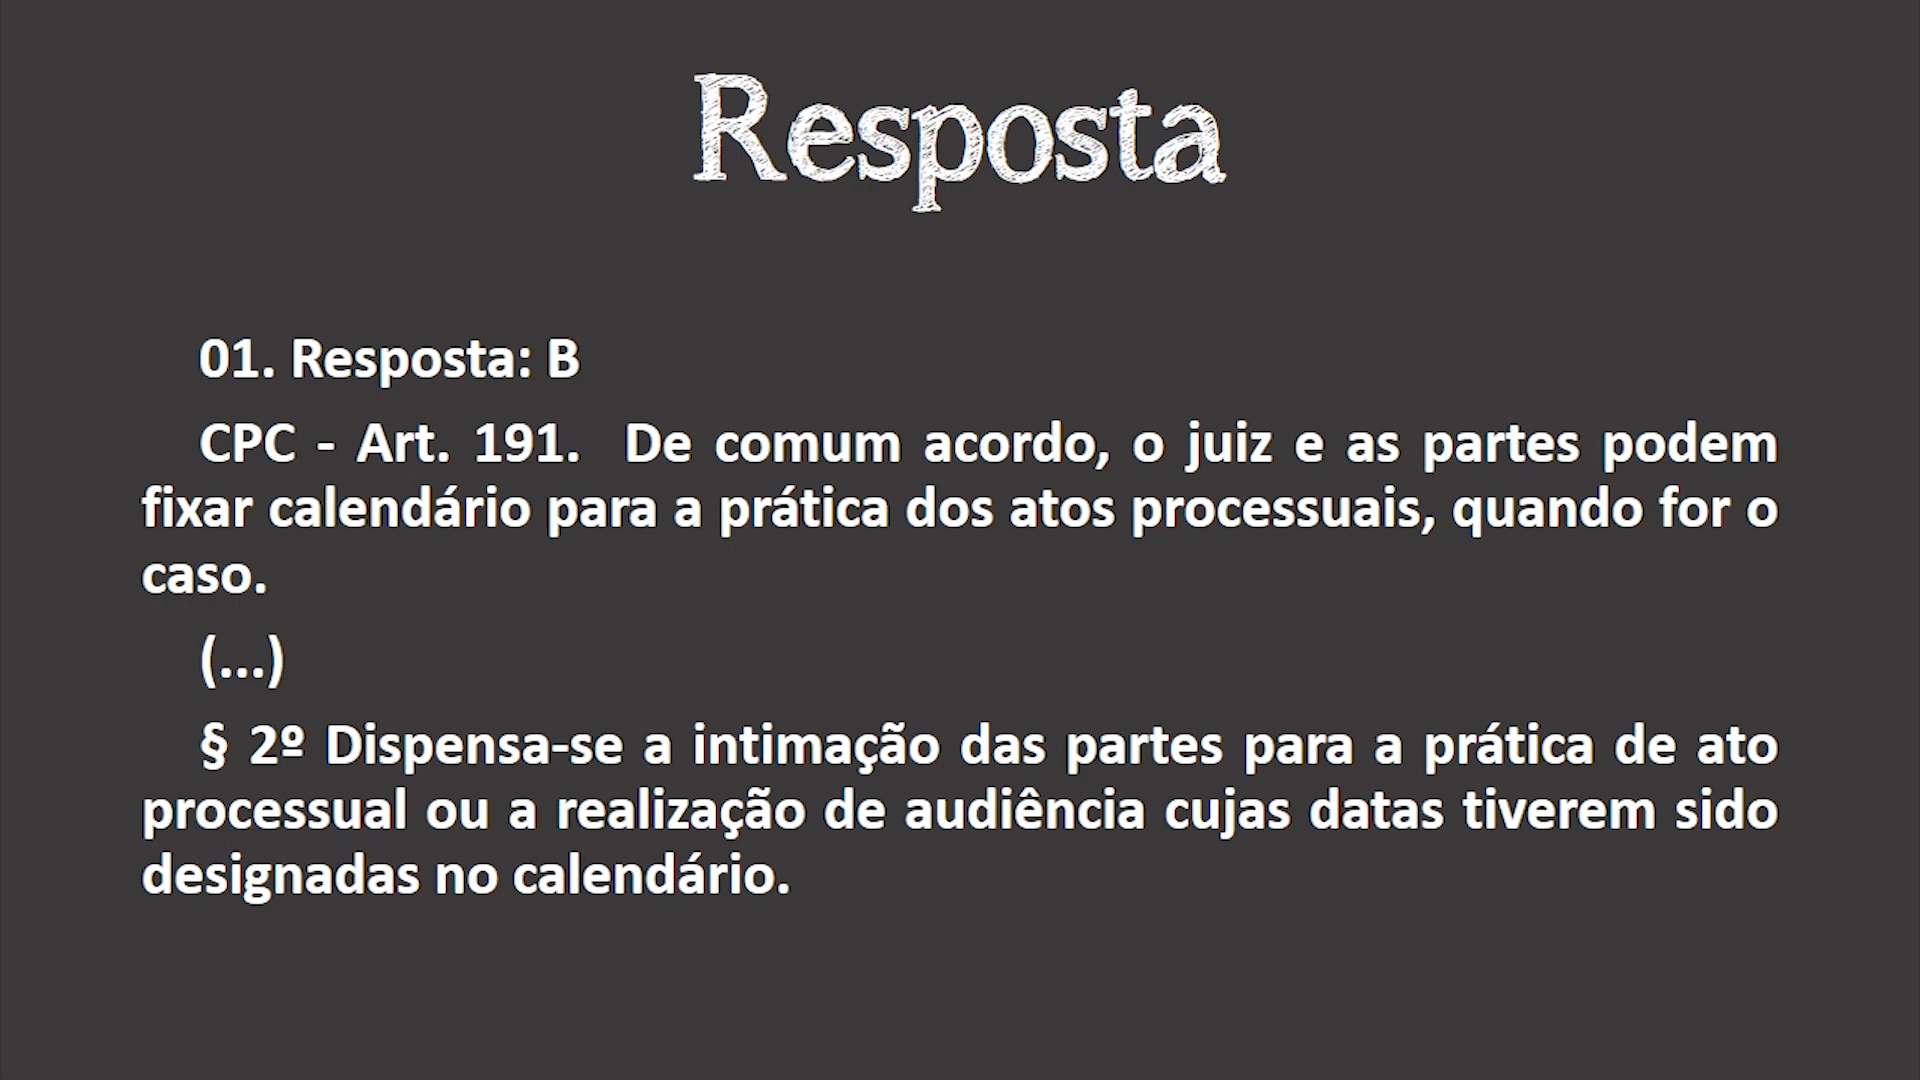 Resposta
01. Resposta: B
CPC - Art. 191. De comum acordo, o juiz e as partes podem
fixar calendário para a prática dos atos processuais, quando for o
caso.
(...)
§ 2º Dispensa-se a intimação das partes para a prática de ato
processual ou a realização de audiência cujas datas tiverem sido
designadas no calendário.